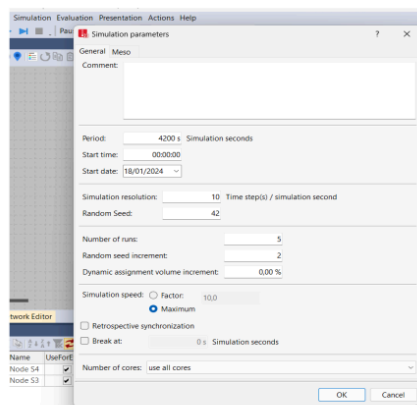 Simulation Evaluation Presentation Actions Help
Pau
Simulation parameters ? ×
General Meso
Comment:
Period: 4200 s Simulation seconds
Start time: 00:00:00
Start date: 18/01/2024
Simulation resolution: 10 Time step(s) / simulation second
Random Seed: 42
Number of runs: 5
Random seed increment: 2
Dynamic assignment volume increment: 0,00 %
Simulation speed: Factor: 10,0
Maximum
Retrospective synchronization
Break at: 0 s Simulation seconds
twork Editor
Name UseForE
Node S4
Node S3
Number of cores: use all cores
OK Cancel